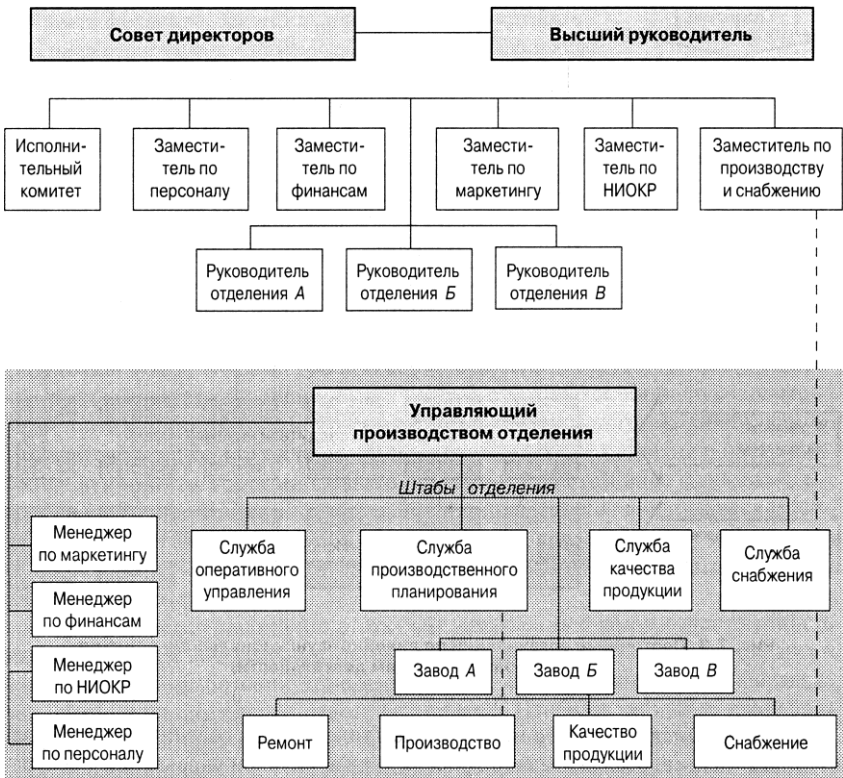 Совет директоров
Высший руководитель
Исполни-
тельный
комитет
Замести-
тель по
персоналу
Замести-
тель по
финансам
Замести-
тель по
маркетингу
Замести-
тель по
НИОКР
Заместитель по
производству
и снабжению
Руководитель
отделения А
Руководитель
отделения Б
Руководитель
отделения В
Управляющий
производством отделения
Штабы отделения
Менеджер
по маркетингу
Менеджер
по финансам
Менеджер
по НИОКР
Менеджер
по персоналу
Служба
оперативного
управления
Служба
производственного
планирования
Служба
качества
продукции
Служба
снабжения
Завод А
Завод Б
Завод В
Ремонт
Производство
Качество
продукции
Снабжение